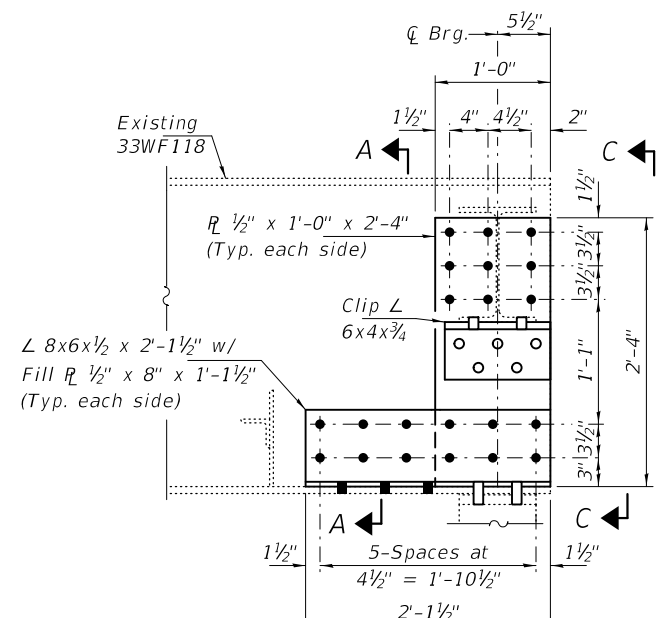 5½"
℄ Brg.
1'-0"
1½" 4" 4½" 2"
Existing
33WF118
A
C
1½"
℄ ½" x 1'-0" x 2'-4"
(Typ. each side)
3½"
3½"
Clip ∠
6x4x¾
∠ 8x6x½ x 2'-1½" w/
Fill ℄ ½" x 8" x 1'-1½"
(Typ. each side)
1'-1"
2'-4"
3½"
3"
A
C
1½" 5-Spaces at 1½"
4½" = 1'-10½"
2'-1½"